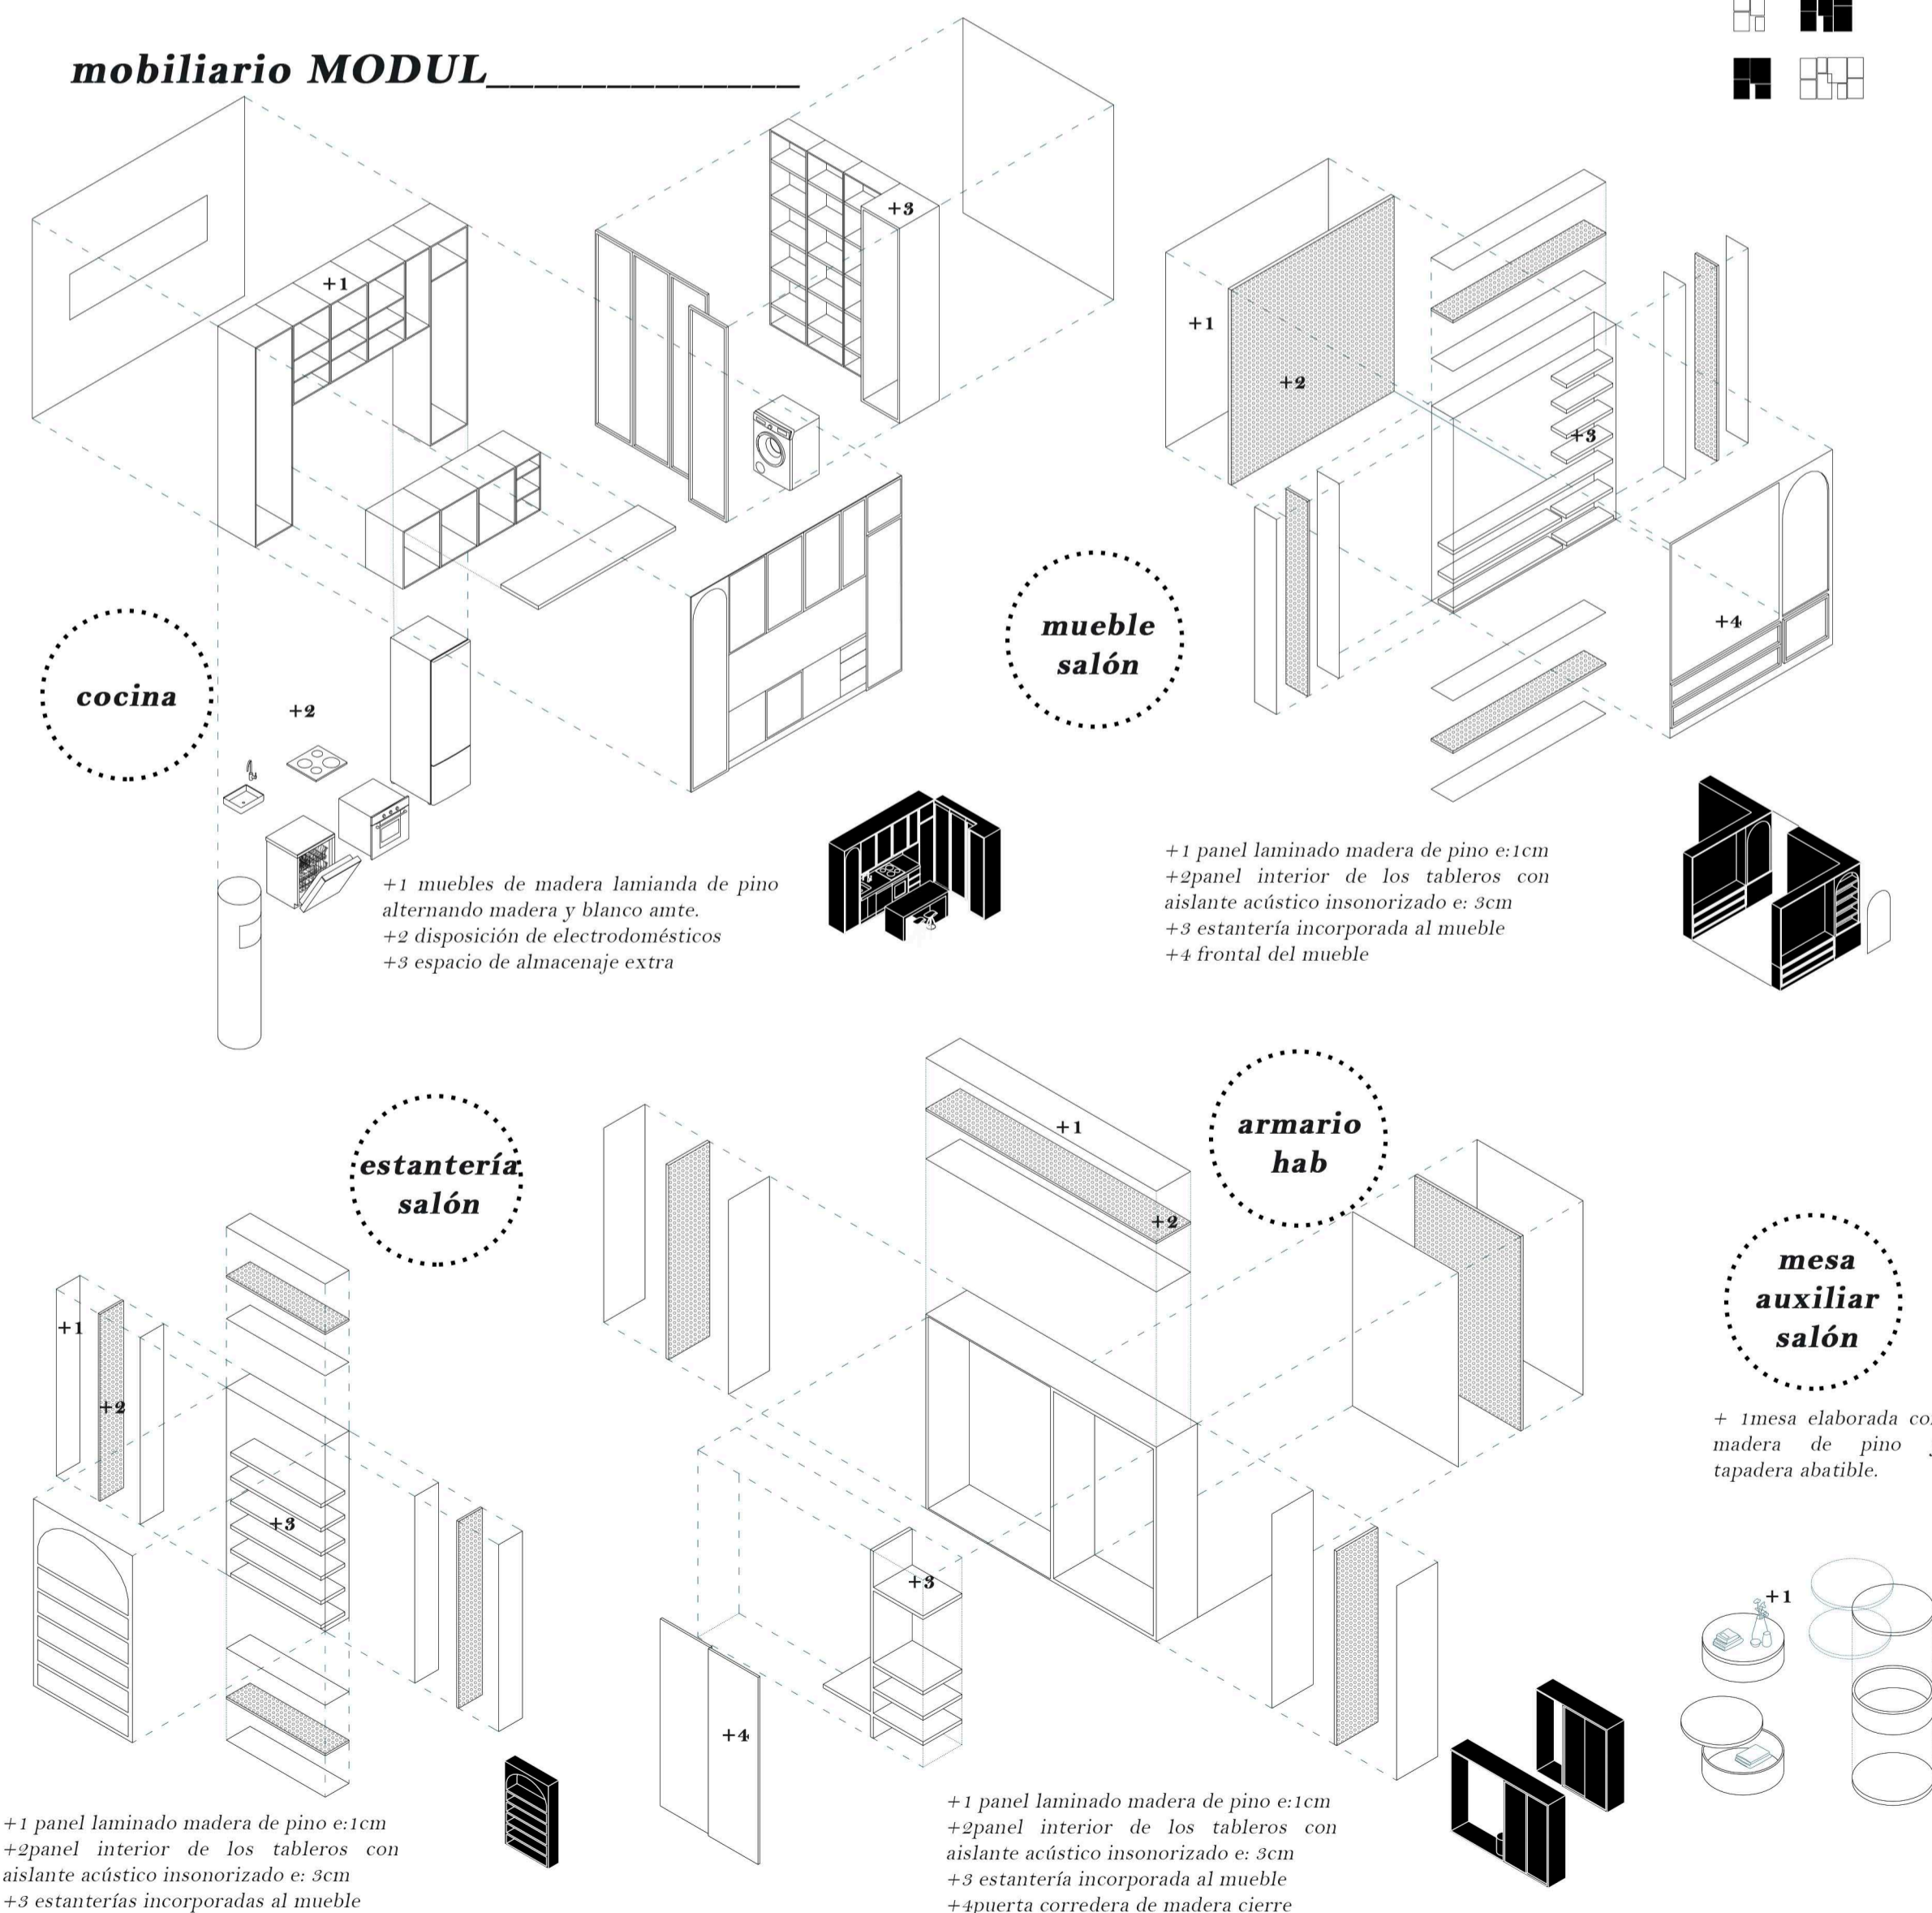 mobiliario MODUL_____________
+1
+3
+1
+2
+3
+4
cocina
+2
mueble
salón
+1 muebles de madera lamianda de pino
alternando madera y blanco amte.
+2 disposición de electrodomésticos
+3 espacio de almacenaje extra
+1 panel laminado madera de pino e:1cm
+2panel interior de los tableros con
aislante acústico insonorizado e: 3cm
+3 estantería incorporada al mueble
+4 frontal del mueble
estantería
salón
+1
+2
+3
armario
hab
+1
+2
+3
+4
mesa
auxiliar
salón
+ 1mesa elaborada
madera de pino
tapadera abatible.
+1
+1 panel laminado madera de pino e:1cm
+2panel interior de los tableros con
aislante acústico insonorizado e: 3cm
+3 estanterías incorporadas al mueble
+1 panel laminado madera de pino e:1cm
+2panel interior de los tableros con
aislante acústico insonorizado e: 3cm
+3 estantería incorporada al mueble
+4puerta corredera de madera cierre